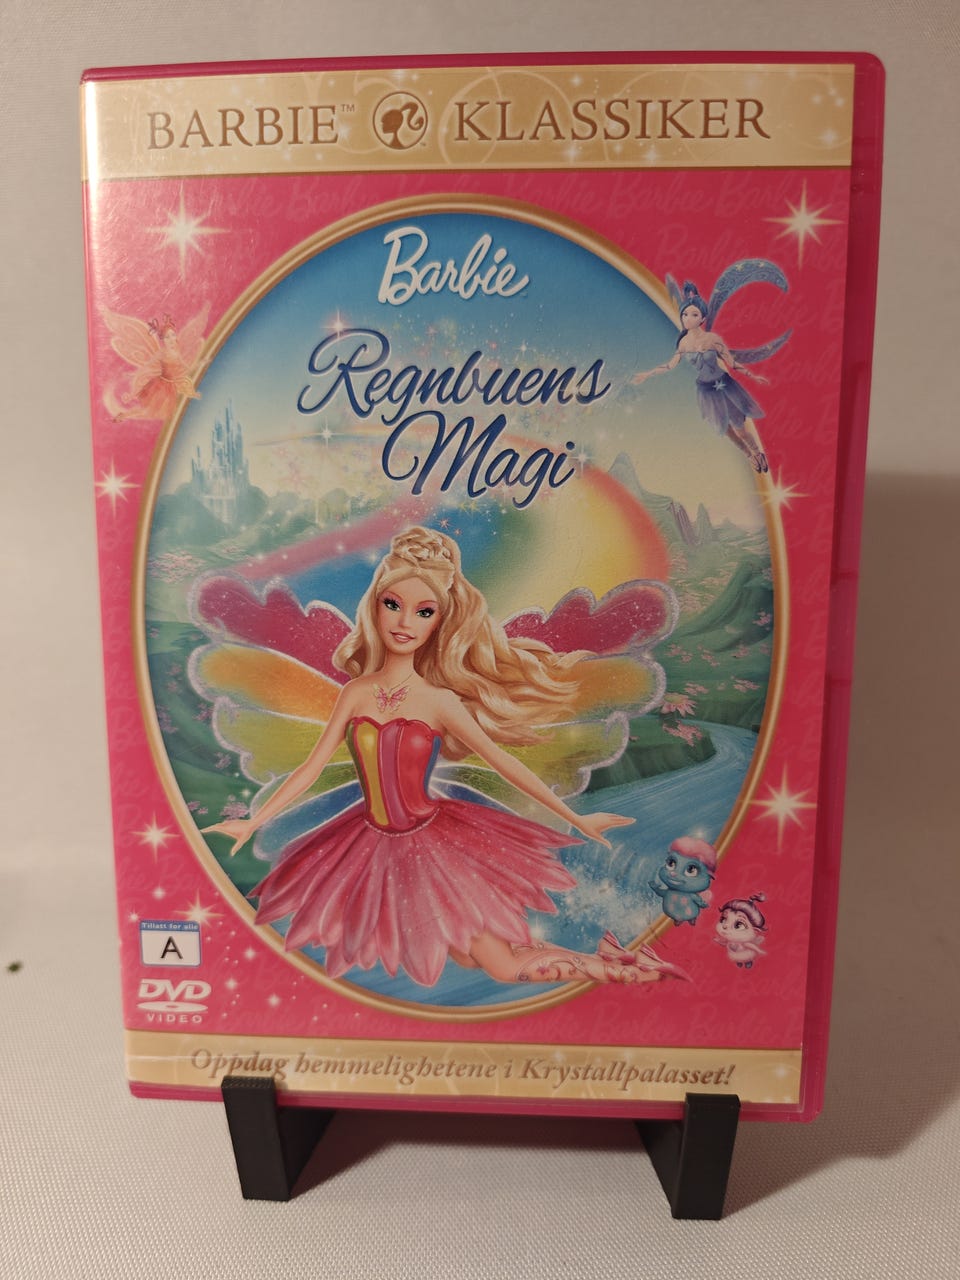 BARBIE™ KLASSIKER
Barbie
Regnbuens
Magi
Tillatt for alle
A
DVD
VIDEO
Oppdag hemmelighetene i Krystallpalasset!